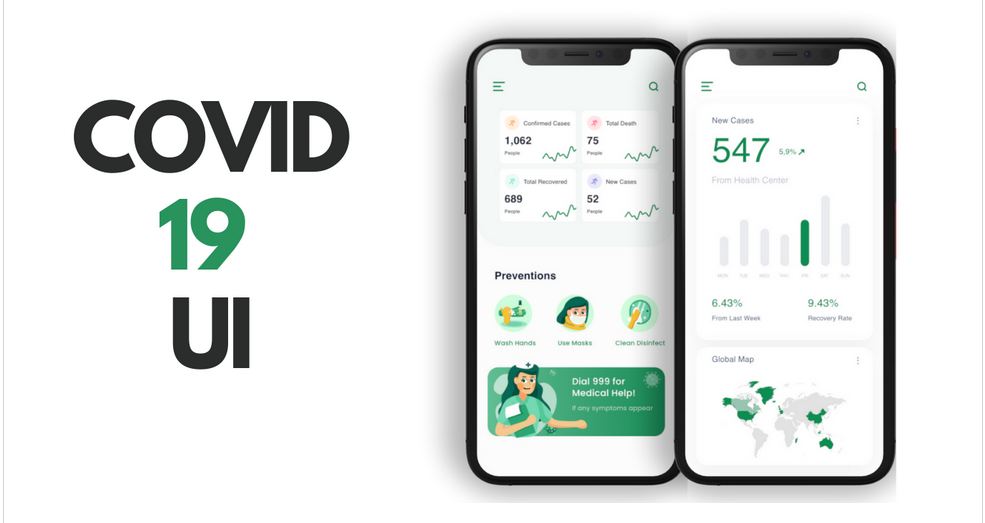 COVID
19
UI
Confirmed Cases
1,062
People
Total Death
75
People
Total Recovered
689
People
New Cases
52
People
Preventions
Wash Hands
Use Masks
Clean Disinfect
Dial 999 for
Medical Help!
If any symptoms appear
New Cases
547
5,9%
From Health Center
MON TUE WED THU FRI SAT SUN
6.43%
From Last Week
9.43%
Recovery Rate
Global Map